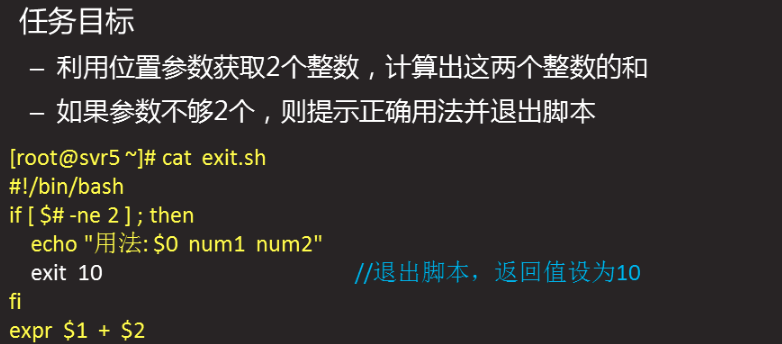 任务目标
– 利用位置参数获取2个整数，计算出这两个整数的和
– 如果参数不够2个，则提示正确用法并退出脚本
[root@svr5 ~]# cat exit.sh
#!/bin/bash
if [ $# -ne 2 ] ; then
echo "用法: $0 num1 num2"
exit 10 //退出脚本，返回值设为10
fi
expr $1 + $2